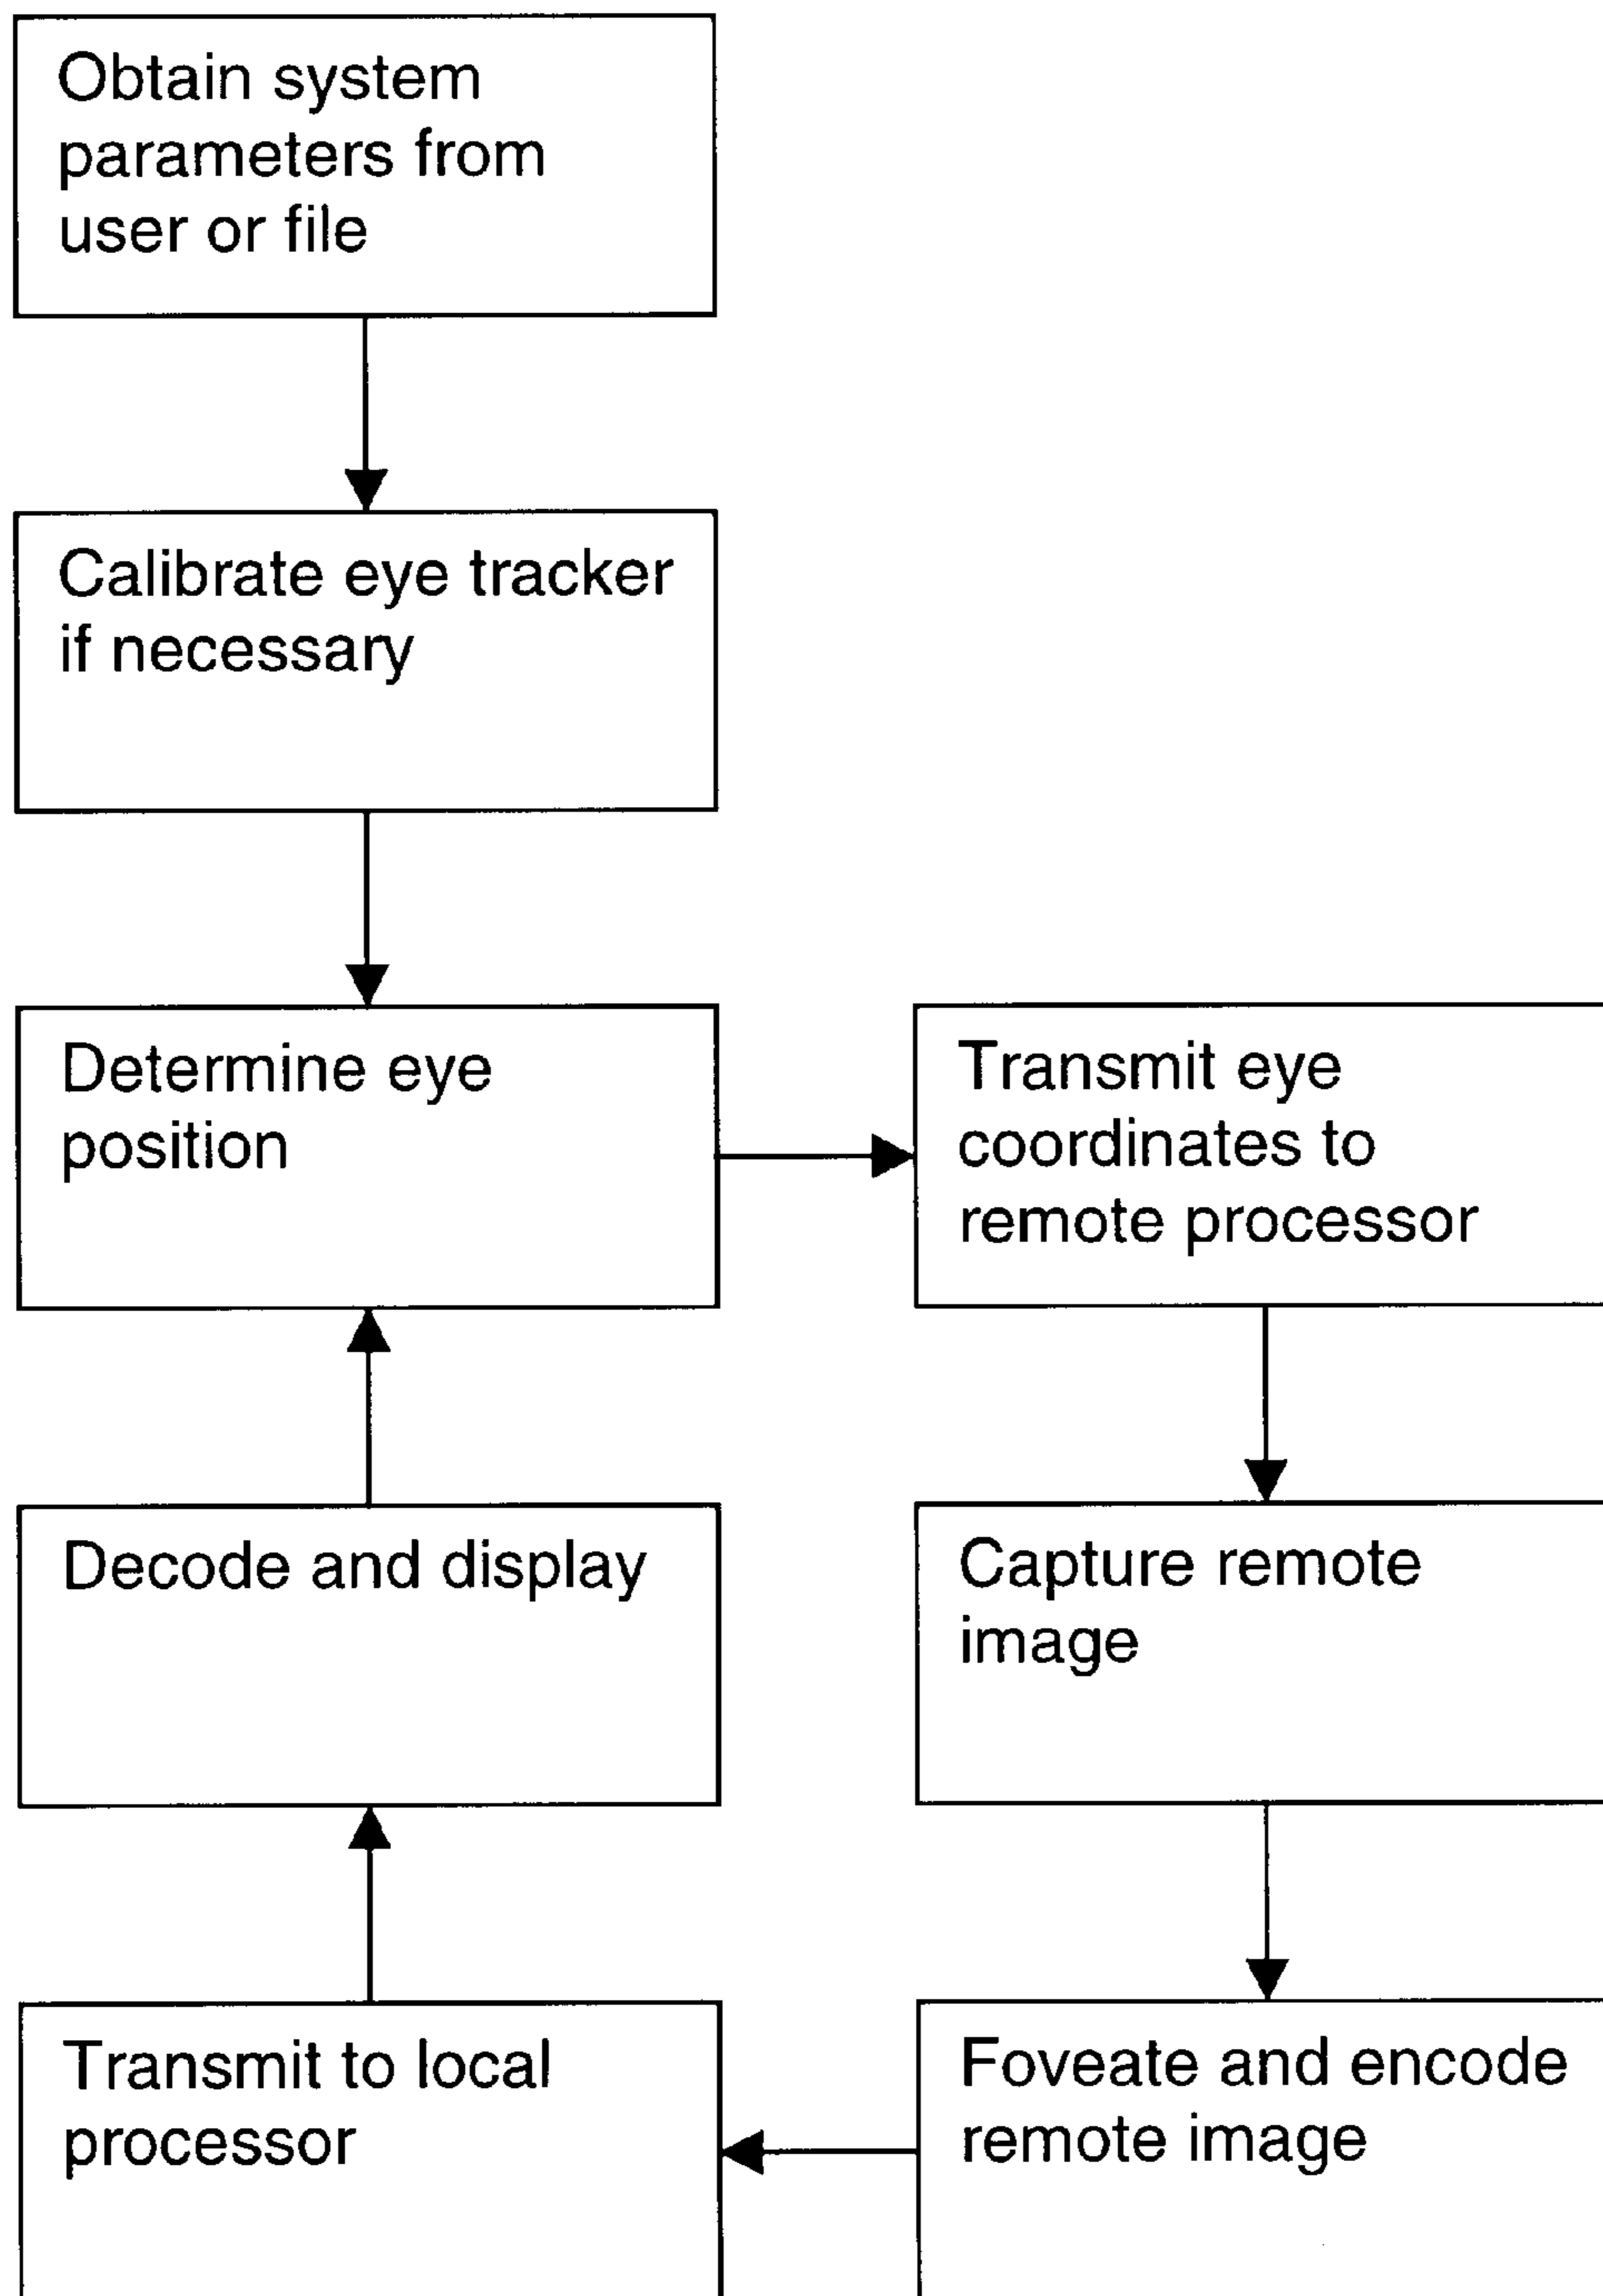 Obtain system
parameters from
user or file
Calibrate eye tracker
if necessary
Determine eye
position
Transmit eye
coordinates to
remote processor
Decode and display
Capture remote
image
Transmit to local
processor
Foveate and encode
remote image